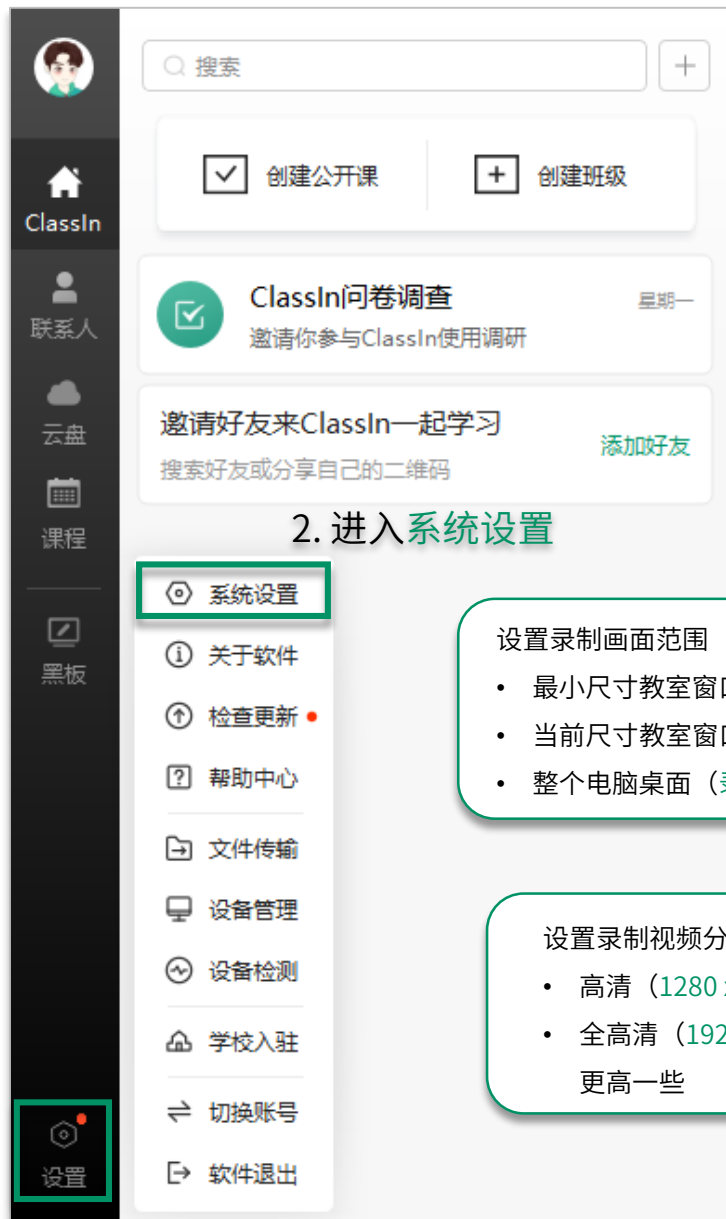 搜索
创建公开课
创建班级
ClassIn
联系人
云盘
课程
黑板
设置
ClassIn问卷调查
星期一
邀请你参与ClassIn使用调研
邀请好友来ClassIn一起学习
搜索好友或分享自己的二维码
添加好友
2. 进入系统设置
系统设置
关于软件
检查更新
帮助中心
文件传输
设备管理
设备检测
学校入驻
切换账号
软件退出
设置录制画面范围
• 最小尺寸教室窗
• 当前尺寸教室窗
• 整个电脑桌面（
设置录制视频分
• 高清（1280
• 全高清（192
更高一些